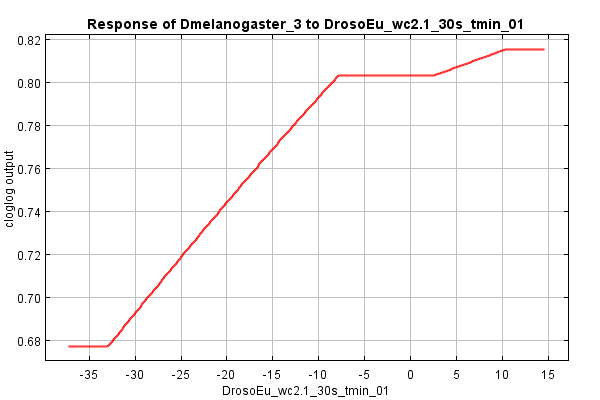 Response of Dmelanogaster_3 to DrosoEu_wc2.1_30s_tmin_01
0.82
0.80
0.78
0.76
0.74
0.72
0.70
0.68
cloglog output
-35 -30 -25 -20 -15 -10 -5 0 5 10 15
DrosoEu_wc2.1_30s_tmin_01